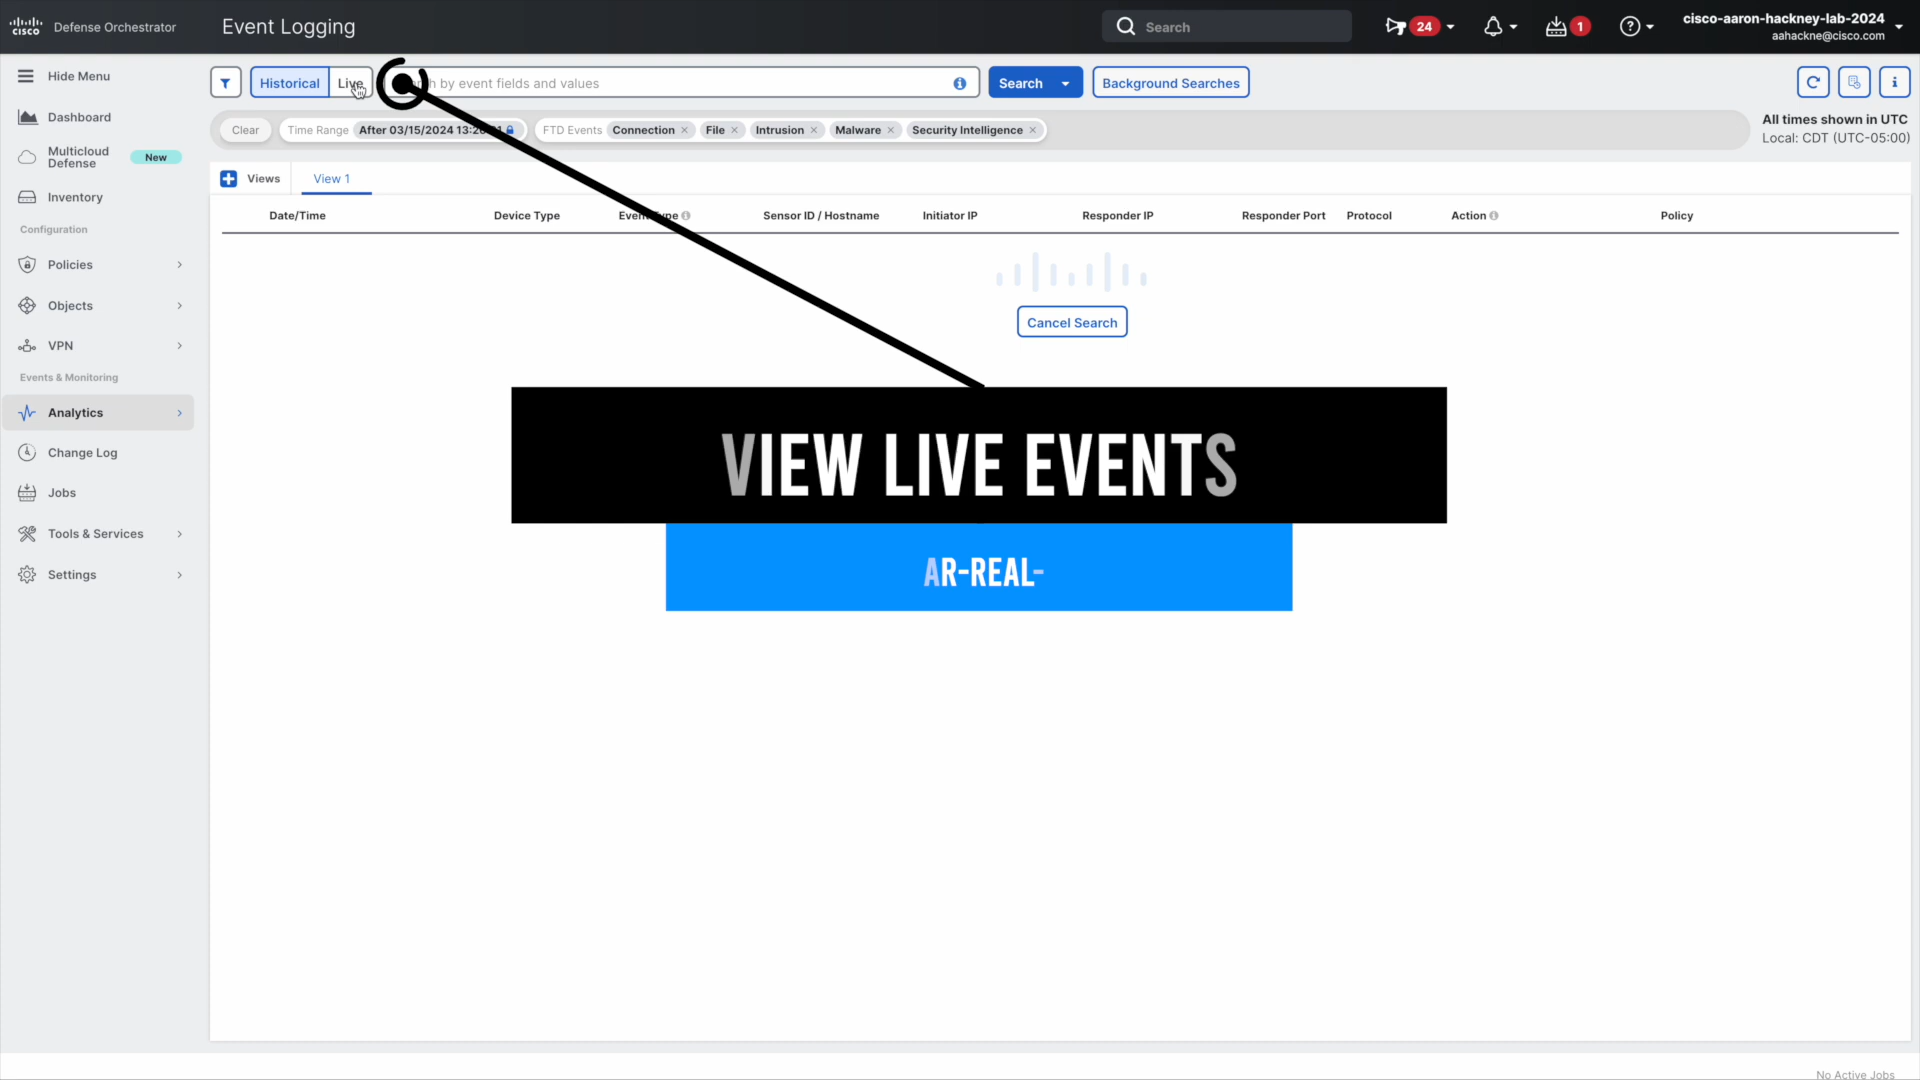 CISCO Defense Orchestrator
Event Logging
Search
24
1
cisco-aaron-hackney-lab-2024
aahackne@cisco.com
Hide Menu
Historical
Live
by event fields and values
Search
Background Searches
Dashboard
Clear
Time Range After 03/15/2024
FTD Events Connection × File × Intrusion × Malware × Security Intelligence ×
All times shown in UTC
Local: CDT (UTC-05:00)
Multicloud
Defense
New
Views
View 1
Inventory
Date/Time
Device Type
Sensor ID / Hostname
Initiator IP
Responder IP
Responder Port
Protocol
Action
Policy
Configuration
Policies
Objects
Cancel Search
VPN
Events & Monitoring
Analytics
VIEW LIVE EVENTS
Change Log
Jobs
Tools & Services
AR-REAL-
Settings
No Active Jobs